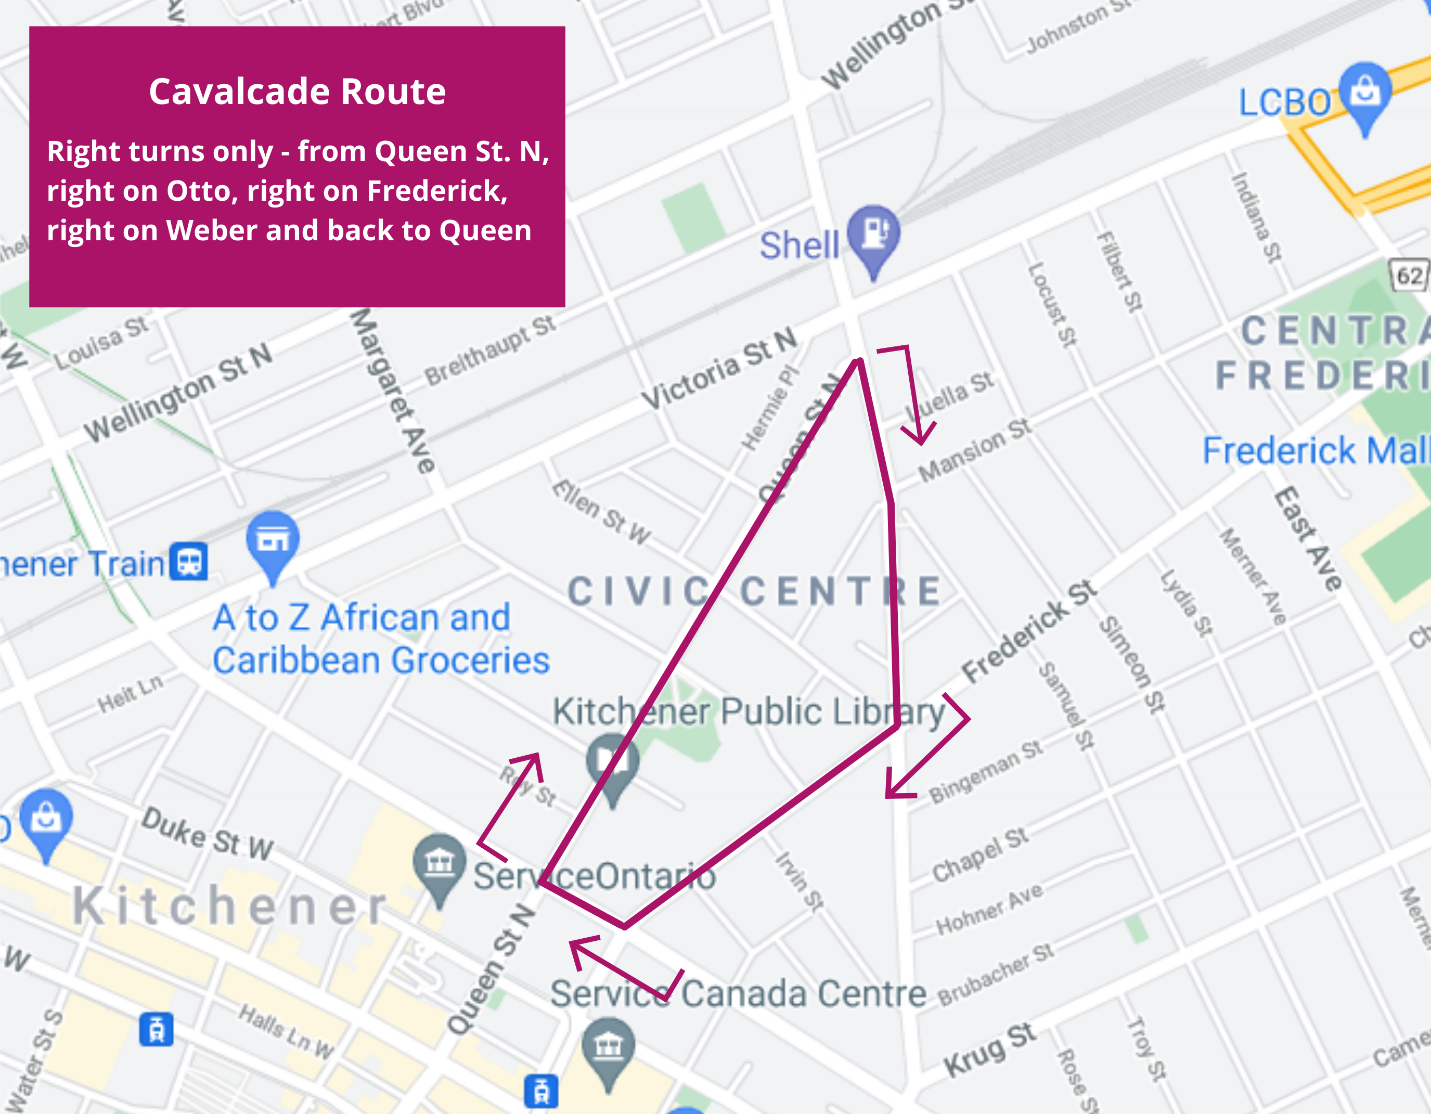 Cavalcade Route
Right turns only - from Queen St. N,
right on Otto, right on Frederick,
right on Weber and back to Queen
Wellington St
Johnston St
LCBO
Shell
Indiana St
Filbert St
Locust St
62
CENTRA
FREDERI
Frederick Mall
Louisa St
Wellington St N
Margaret Ave
Breithaupt St
Victoria St N
Hermie Pl
Queen St N
Luella St
Mansion St
Ellen St W
East Ave
Merner Ave
Lydia St
Simeon St
Samuel St
Frederick St
hener Train
A to Z African and
Caribbean Groceries
CIVIC CENTRE
Heit Ln
Kitchener Public Library
Roy St
Bingeman St
Duke St W
ServiceOntario
Irvin St
Chapel St
Kitchener
Hohner Ave
Queen St N
Service Canada Centre
Brubacher St
Halls Ln W
W
Water St S
Krug St
Troy St
Rose St
Came
Merner